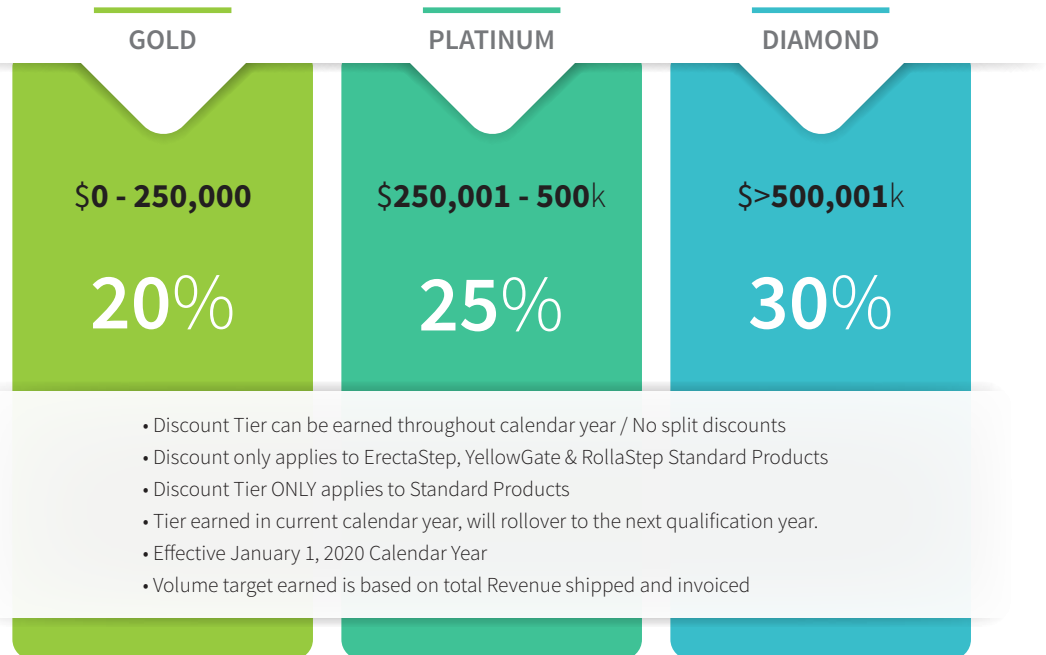 GOLD
PLATINUM
DIAMOND
$0 - 250,000
$250,001 - 500k
$>500,001k
20%
25%
30%
• Discount Tier can be earned throughout calendar year / No split discounts
• Discount only applies to ErectaStep, YellowGate & RollaStep Standard Products
• Discount Tier ONLY applies to Standard Products
• Tier earned in current calendar year, will rollover to the next qualification year.
• Effective January 1, 2020 Calendar Year
• Volume target earned is based on total Revenue shipped and invoiced